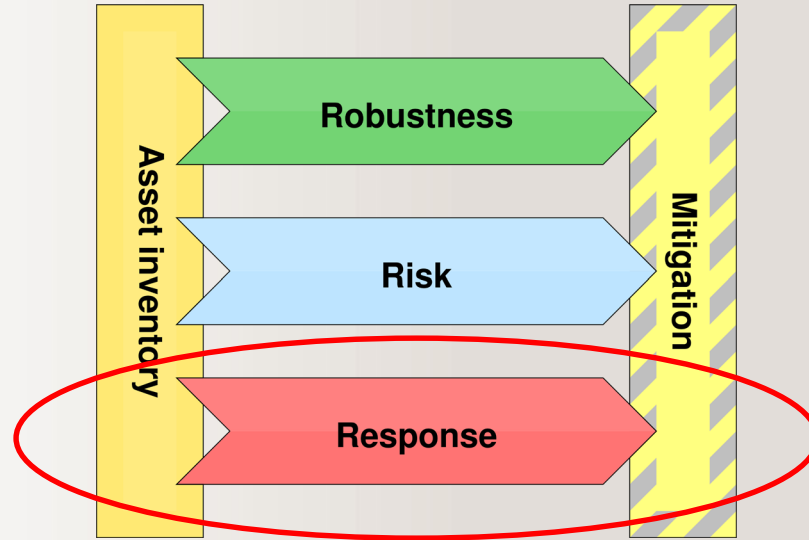 Asset inventory
Robustness
Risk
Response
Mitigation